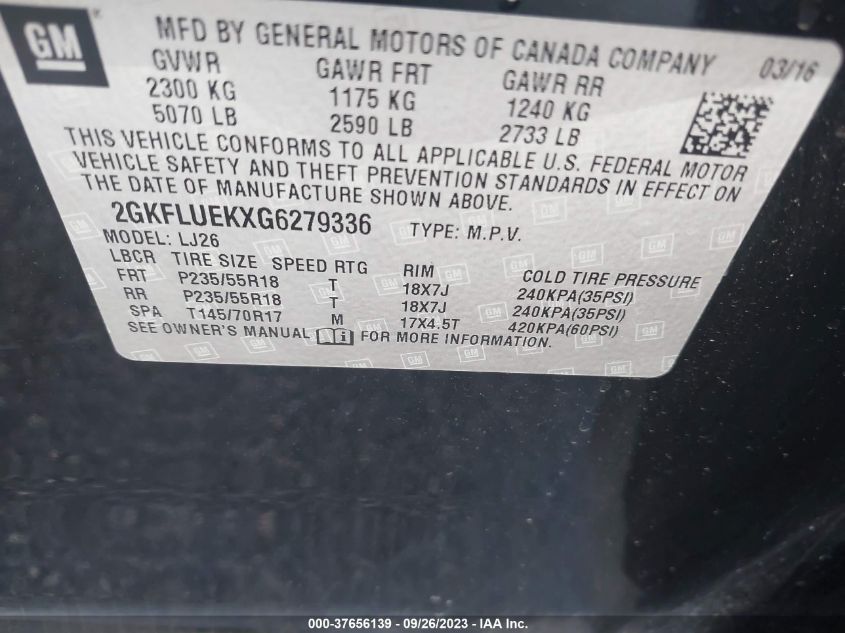 GM
MFD BY GENERAL MOTORS OF CANADA COMPANY 03/16
GVWR GAWR FRT GAWR RR
2300 KG 1175 KG 1240 KG
5070 LB 2590 LB 2733 LB
THIS VEHICLE CONFORMS TO ALL APPLICABLE U.S. FEDERAL MOTOR
VEHICLE SAFETY AND THEFT PREVENTION STANDARDS IN EFFECT ON
THE DATE OF MANUFACTURE SHOWN ABOVE.
2GKFLUEKXG6279336 TYPE: M.P.V.
MODEL: LJ26
LBCR TIRE SIZE SPEED RTG RIM COLD TIRE PRESSURE
FRT P235/55R18 T 18X7J 240KPA(35PSI)
RR P235/55R18 T 18X7J 240KPA(35PSI)
SPA T145/70R17 M 17X4.5T 420KPA(60PSI)
SEE OWNER'S MANUAL FOR MORE INFORMATION.
000-37656139 - 09/26/2023 - IAA Inc.